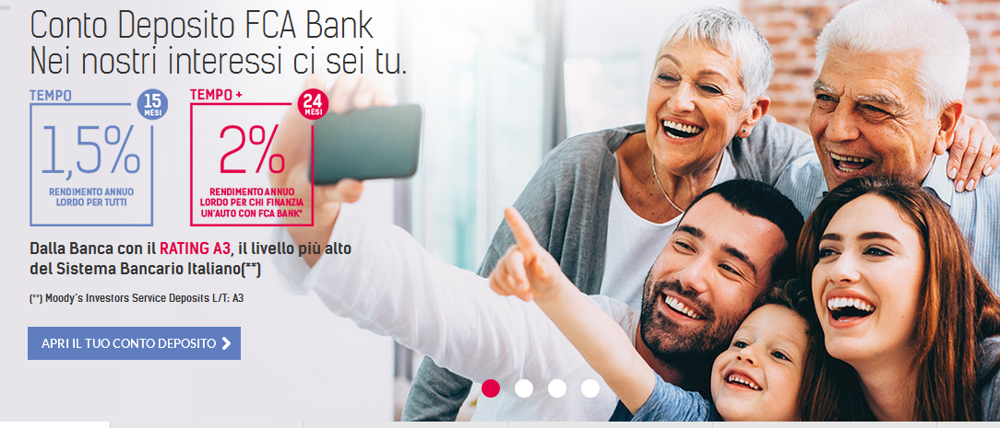 Conto Deposito FCA Bank
Nei nostri interessi ci sei tu.
TEMPO
15
MESI
1,5%
RENDIMENTO ANNUO
LORDO PER TUTTI
TEMPO +
24
MESI
2%
RENDIMENTO ANNUO
LORDO PER CHI FINANZIA
UN'AUTO CON FCA BANK*
Dalla Banca con il RATING A3, il livello più alto
del Sistema Bancario Italiano(**)
(**) Moody's Investors Service Deposits L/T: A3
APRI IL TUO CONTO DEPOSITO